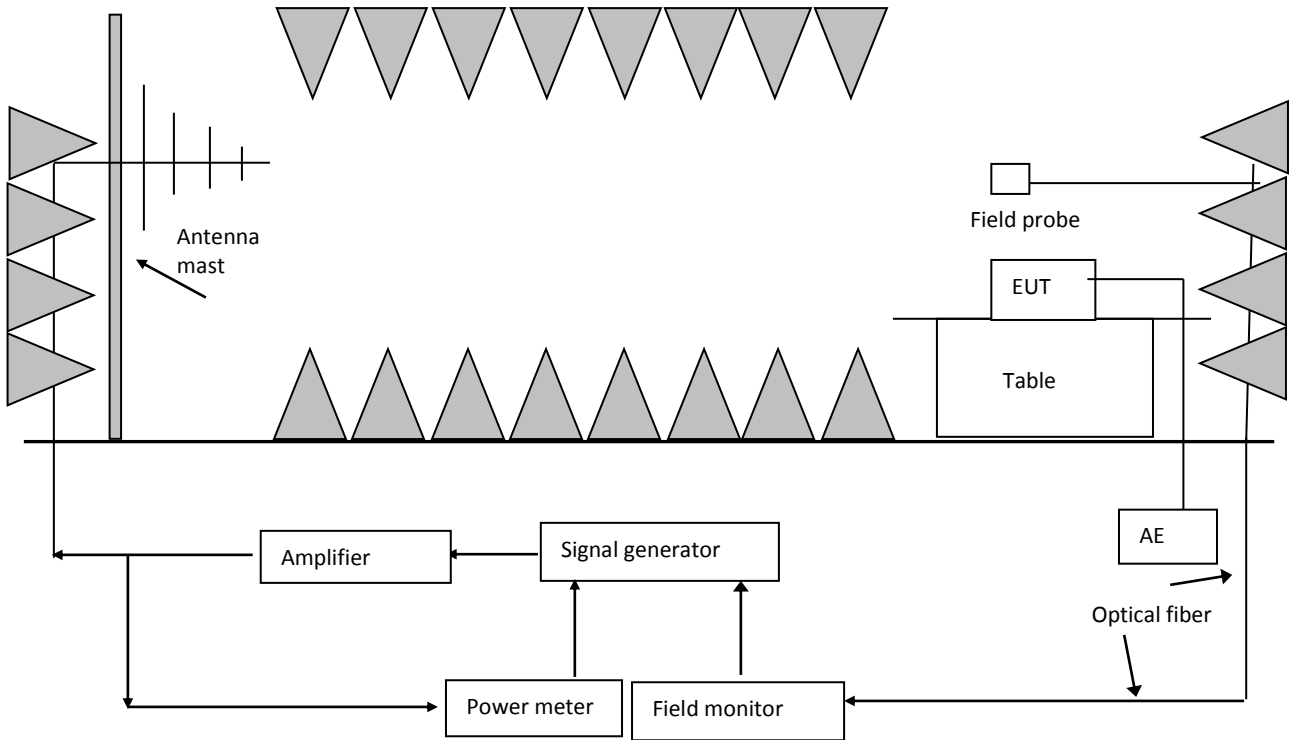 Antenna
mast
Field probe
EUT
Table
AE
Amplifier
Signal generator
Optical fiber
Power meter
Field monitor